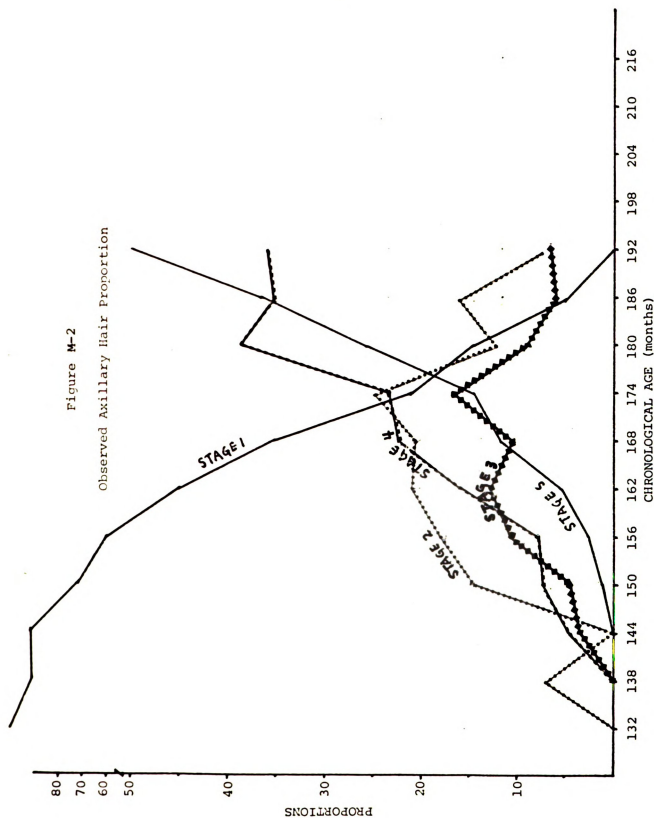 Figure M-2
Observed Axillary Hair Proportion
PROPORTIONS
80
70
60
50
40
30
20
10
STAGE 1
STAGE 4
STAGE 2
STAGE 3
STAGE 5
132 138 144 150 156 162 168 174 180 186 192 198 204 210 216
CHRONOLOGICAL AGE (months)